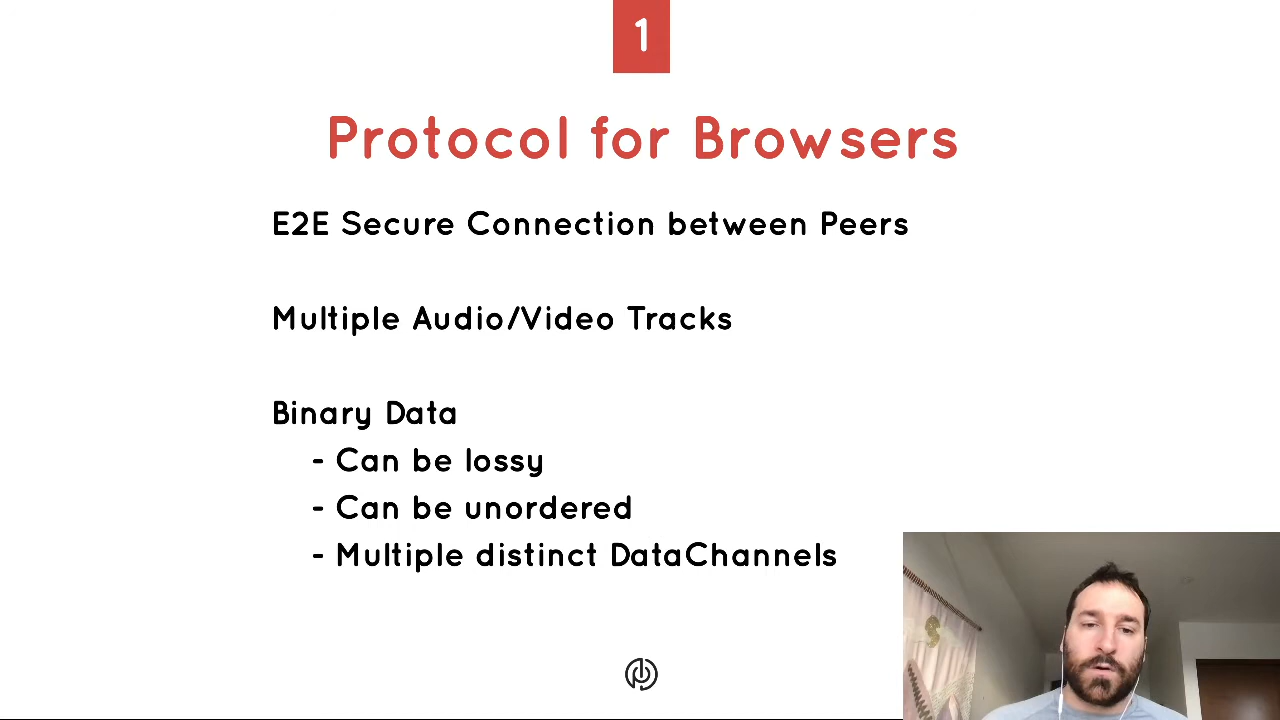 1
Protocol for Browsers
E2E Secure Connection between Peers
Multiple Audio/Video Tracks
Binary Data
- Can be lossy
- Can be unordered
- Multiple distinct DataChannels